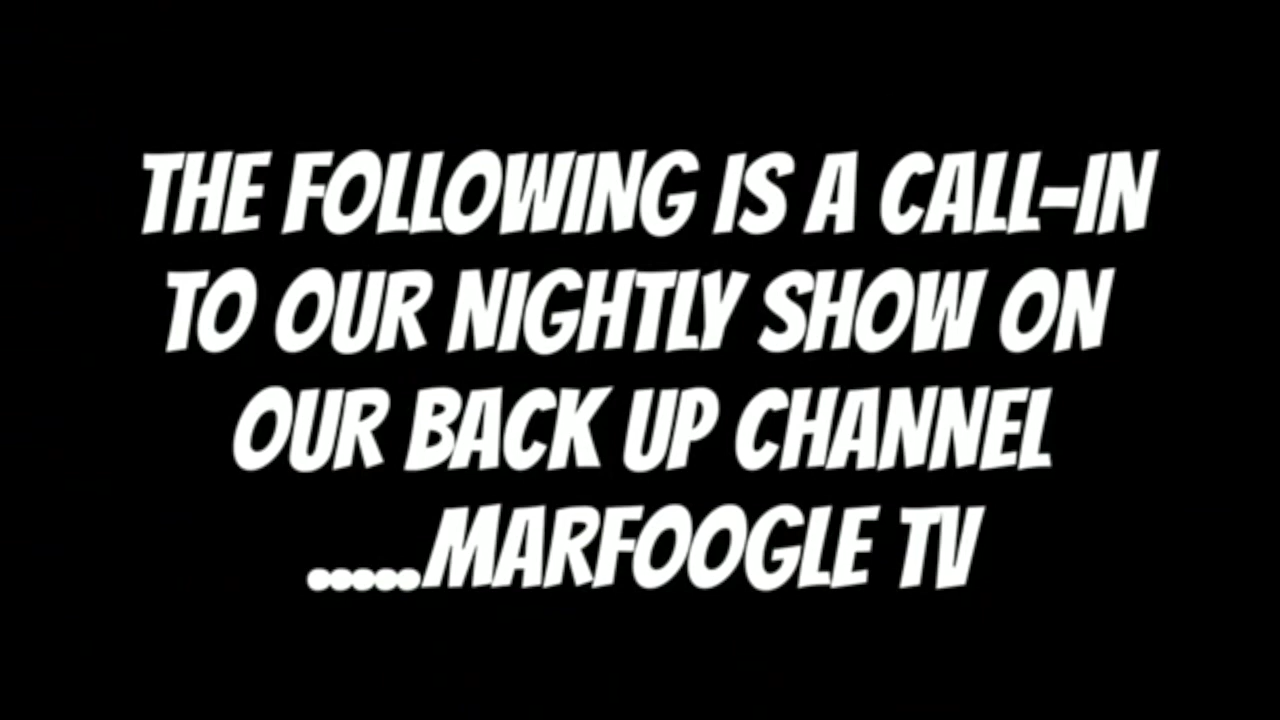 THE FOLLOWING IS A CALL-IN
TO OUR NIGHTLY SHOW ON
OUR BACK UP CHANNEL
.....MARFOOGLE TV